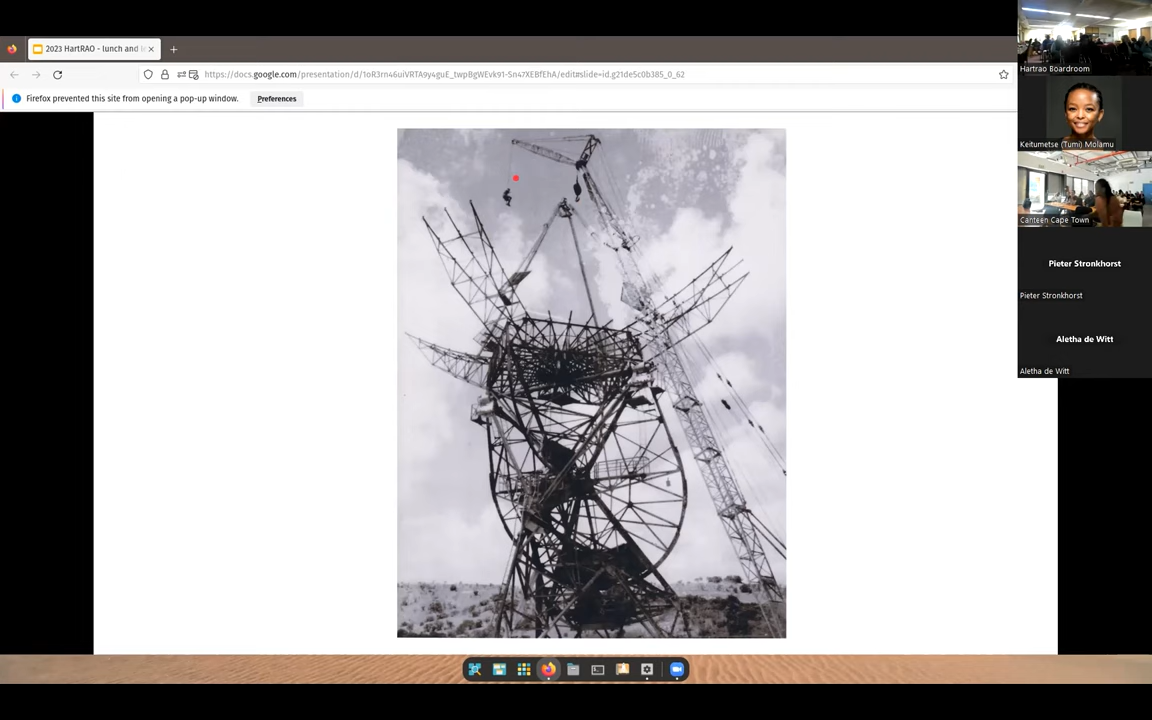 2023 HartRAO - lunch and l
https://docs.google.com/presentation/d/1oR3rn46uiVRTA9y4guE_twpBgWEvk91-Sn47XEBfEhA/edit#slide=id.g21de5c0b385_0_62
Firefox prevented this site from opening a pop-up window.
Preferences
Hartrao Boardroom
Keitumetse (Tumi) Molamu
Canteen Cape Town
Pieter Stronkhorst
Pieter Stronkhorst
Aletha de Witt
Aletha de Witt